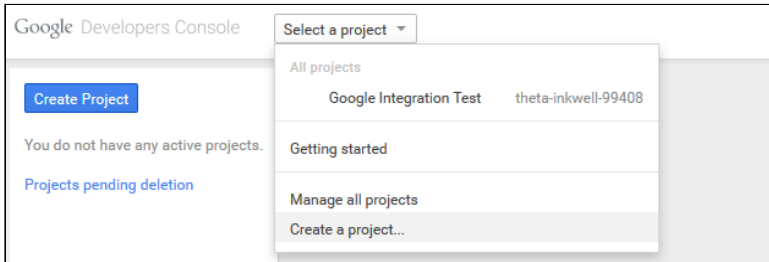 Google Developers Console
Select a project
All projects
Google Integration Test theta-inkwell-99408
Create Project
You do not have any active projects.
Getting started
Projects pending deletion
Manage all projects
Create a project...